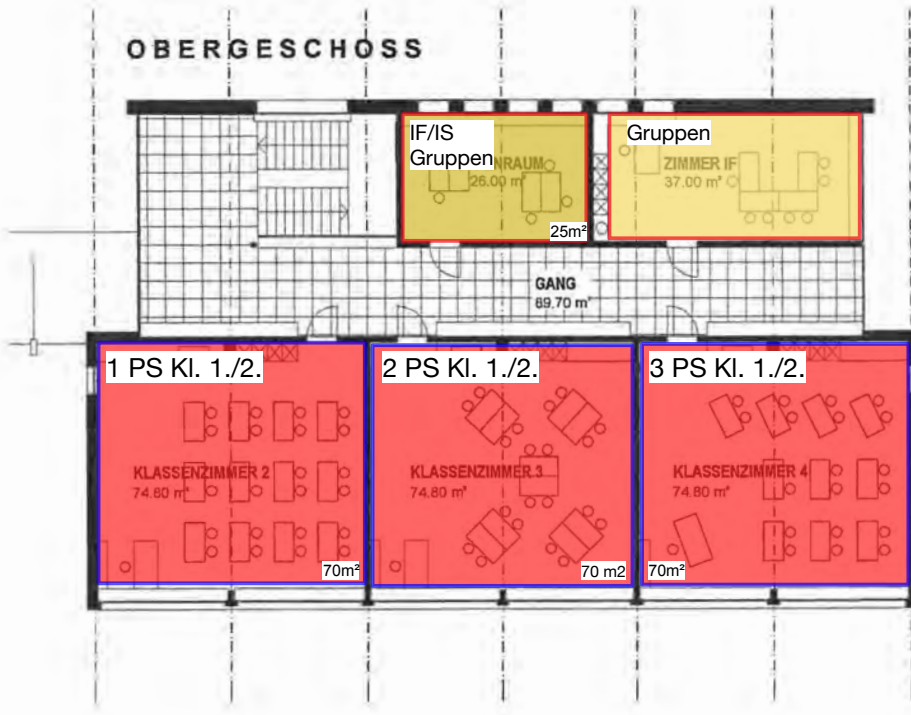 OBERGESCHOSS
IF/IS
Gruppen
NRAUM
26.00 m²
25m²
Gruppen
ZIMMER IF
37.00 m²
GANG
69.70 m²
1 PS Kl. 1./2.
KLASSENZIMMER 2
74.80 m²
70m²
2 PS Kl. 1./2.
KLASSENZIMMER 3
74.80 m²
70 m2
3 PS Kl. 1./2.
KLASSENZIMMER 4
74.80 m²
70m²